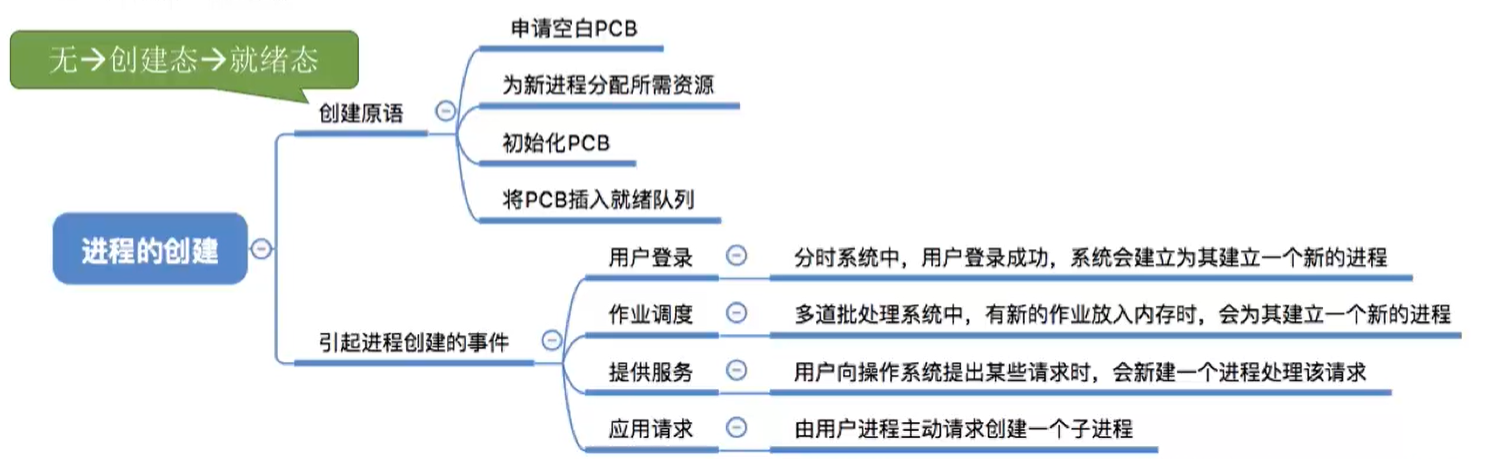 申请空白PCB
无→创建态→就绪态
为新进程分配所需资源
创建原语
初始化PCB
将PCB插入就绪队列
进程的创建
用户登录
分时系统中，用户登录成功，系统会建立为其建立一个新的进程
作业调度
多道批处理系统中，有新的作业放入内存时，会为其建立一个新的进程
引起进程创建的事件
提供服务
用户向操作系统提出某些请求时，会新建一个进程处理该请求
应用请求
由用户进程主动请求创建一个子进程